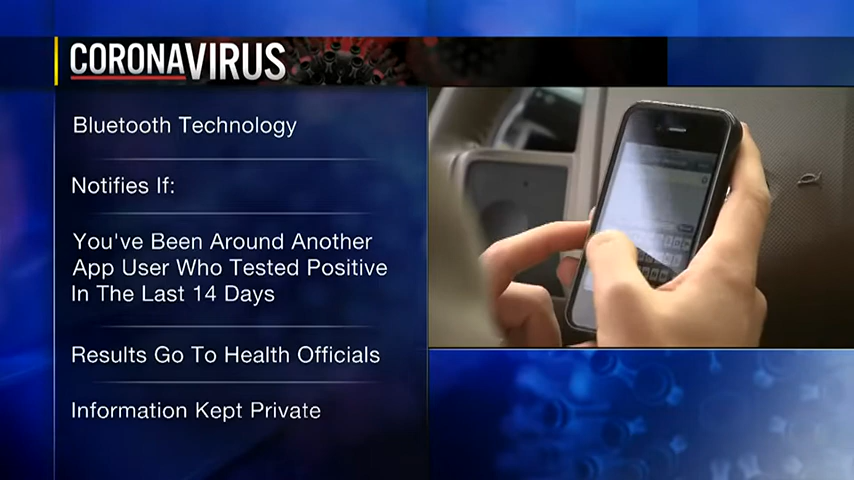 CORONAVIRUS
Bluetooth Technology
Notifies If:
You've Been Around Another
App User Who Tested Positive
In The Last 14 Days
Results Go To Health Officials
Information Kept Private